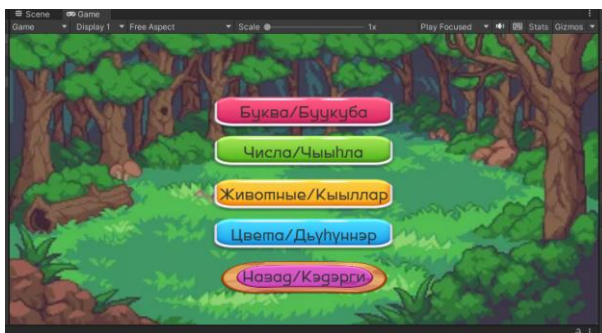 Scene Game
Game Display 1 Free Aspect Scale 1x Play Focused Stats Gizmos
Буква/Буукуба
Числа/Чыыһла
Животные/Кыыллар
Цвета/Дьүһүннэр
Назад/Кэдэрги